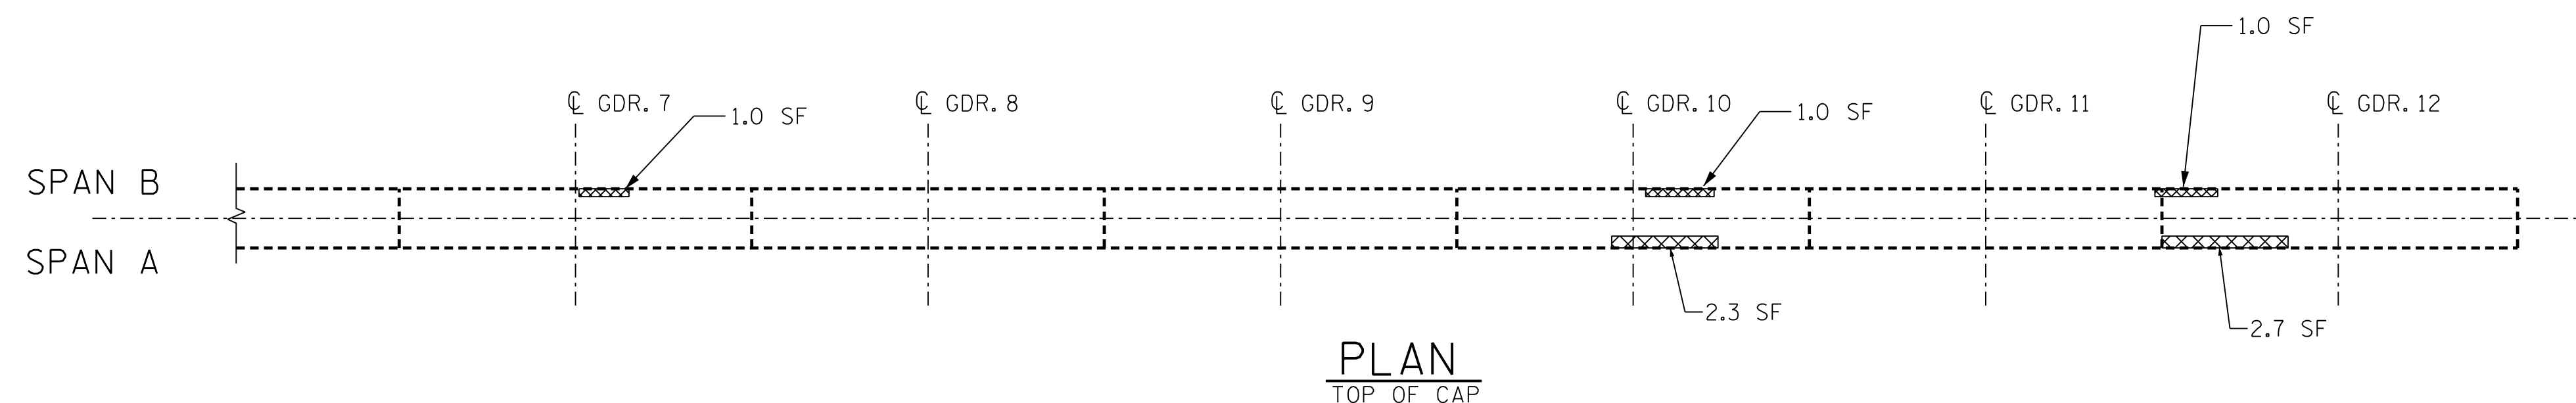 1.0 SF
℄ GDR. 7
℄ GDR. 8
℄ GDR. 9
℄ GDR. 10
℄ GDR. 11
℄ GDR. 12
1.0 SF
1.0 SF
SPAN B
SPAN A
2.3 SF
2.7 SF
PLAN
TOP OF CAP